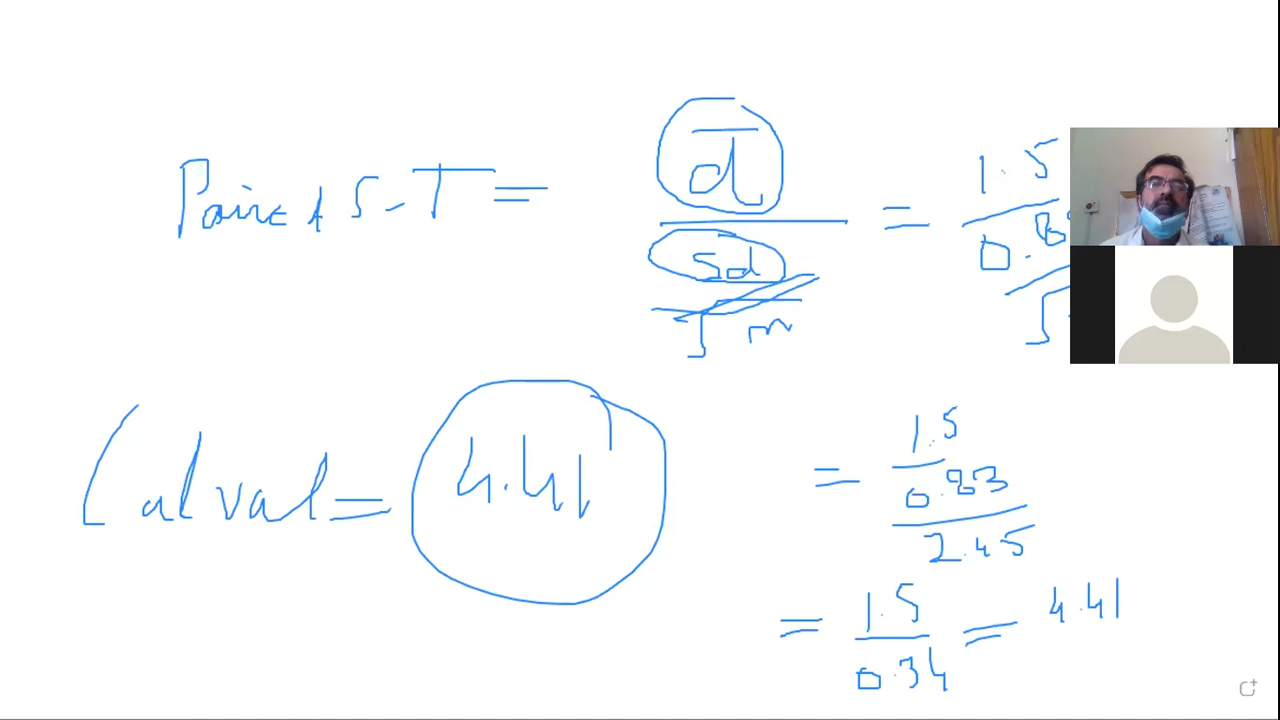 Paired S-T = d̄ / (Sd / √n) = 1.5 / (0.8 / √
Cal val = 4.41
= 1.5 / (0.83 / 2.45)
= 1.5 / 0.34 = 4.41